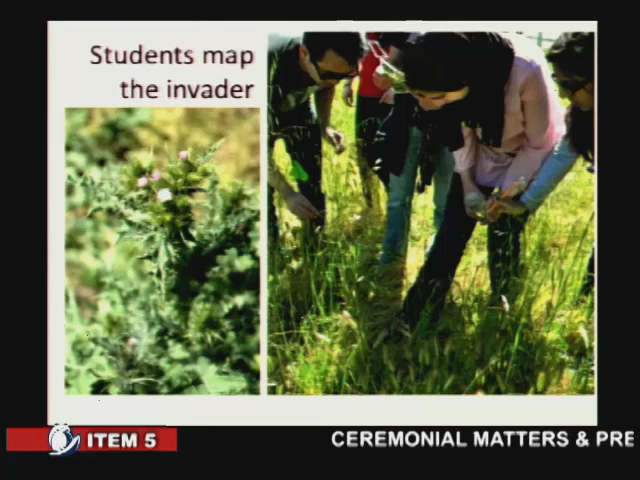 Students map
the invader
ITEM 5
CEREMONIAL MATTERS & PRE